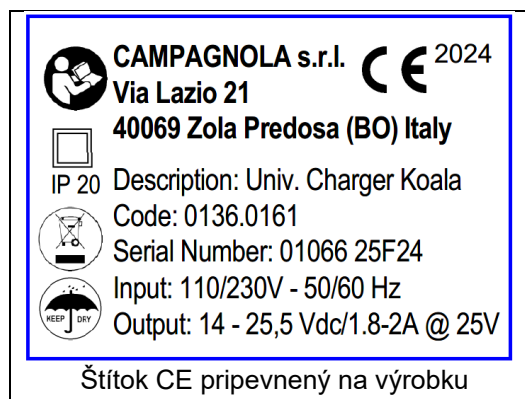 CAMPAGNOLA s.r.l. CE 2024
Via Lazio 21
40069 Zola Predosa (BO) Italy
IP 20 Description: Univ. Charger Koala
Code: 0136.0161
Serial Number: 01066 25F24
KEEP DRY Input: 110/230V - 50/60 Hz
Output: 14 - 25,5 Vdc/1.8-2A @ 25V
Štítok CE pripevnený na výrobku